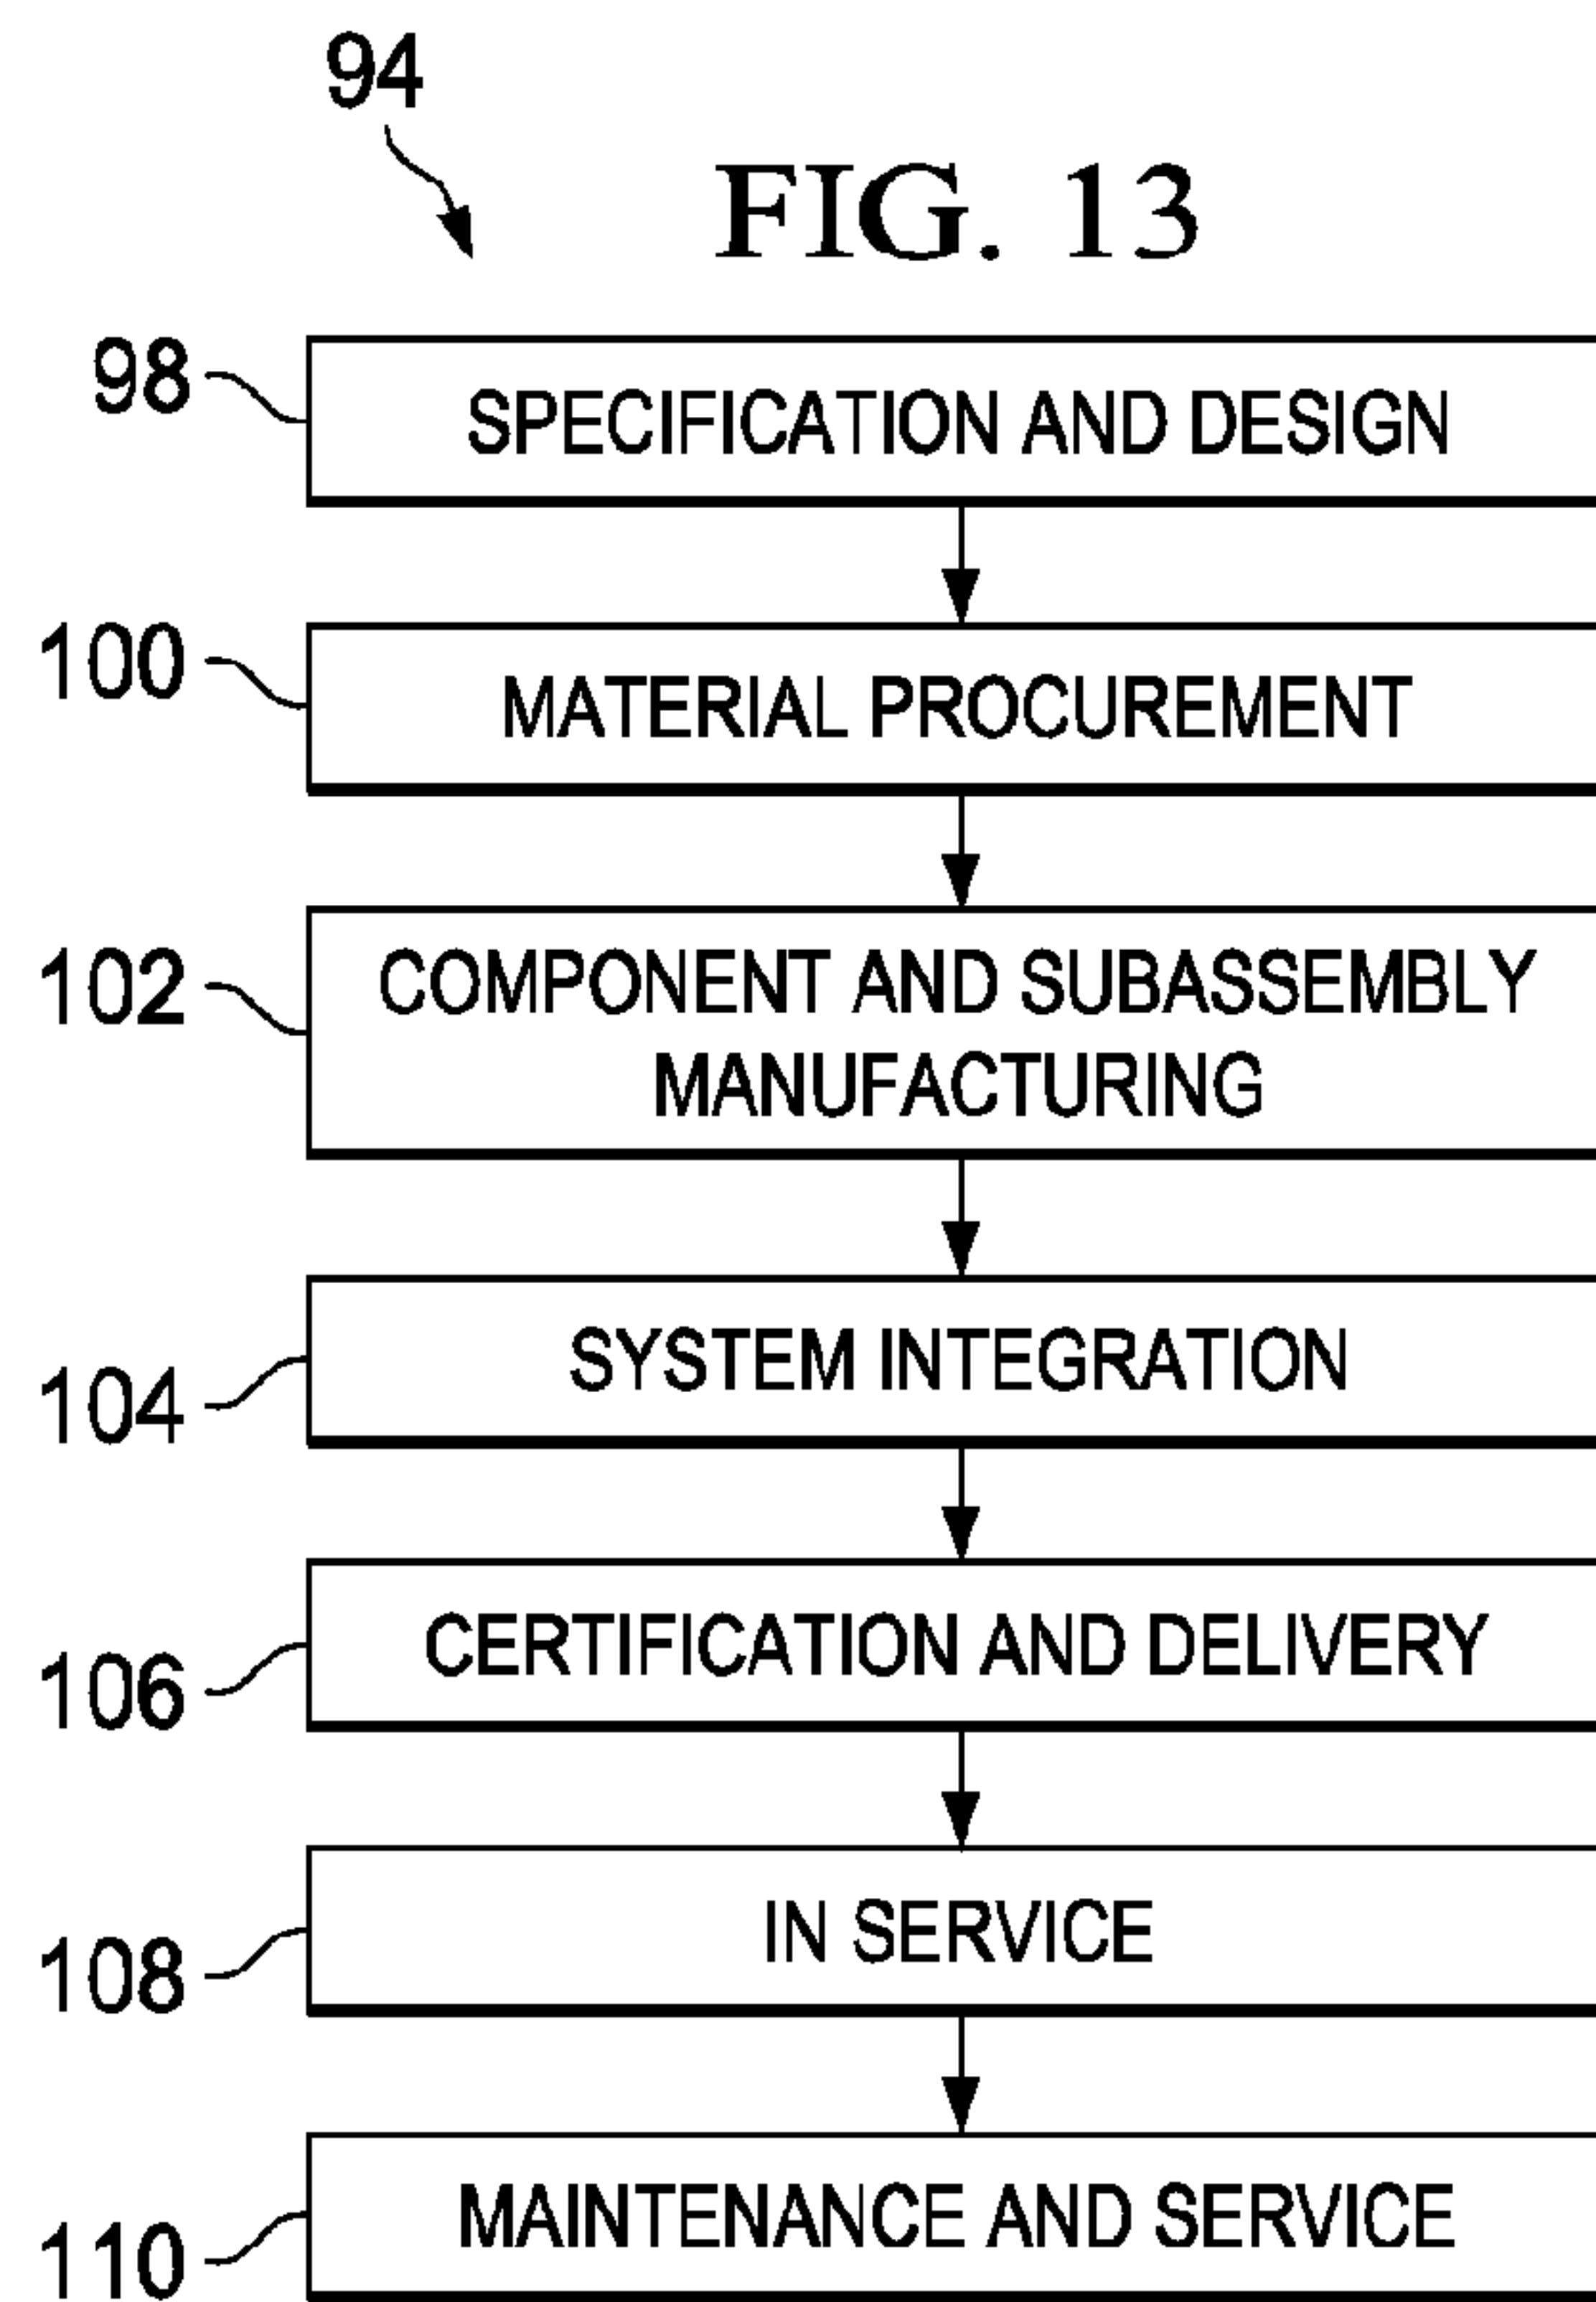 94
FIG. 13
98
SPECIFICATION AND DESIGN
100
MATERIAL PROCUREMENT
102
COMPONENT AND SUBASSEMBLY
MANUFACTURING
104
SYSTEM INTEGRATION
106
CERTIFICATION AND DELIVERY
108
IN SERVICE
110
MAINTENANCE AND SERVICE